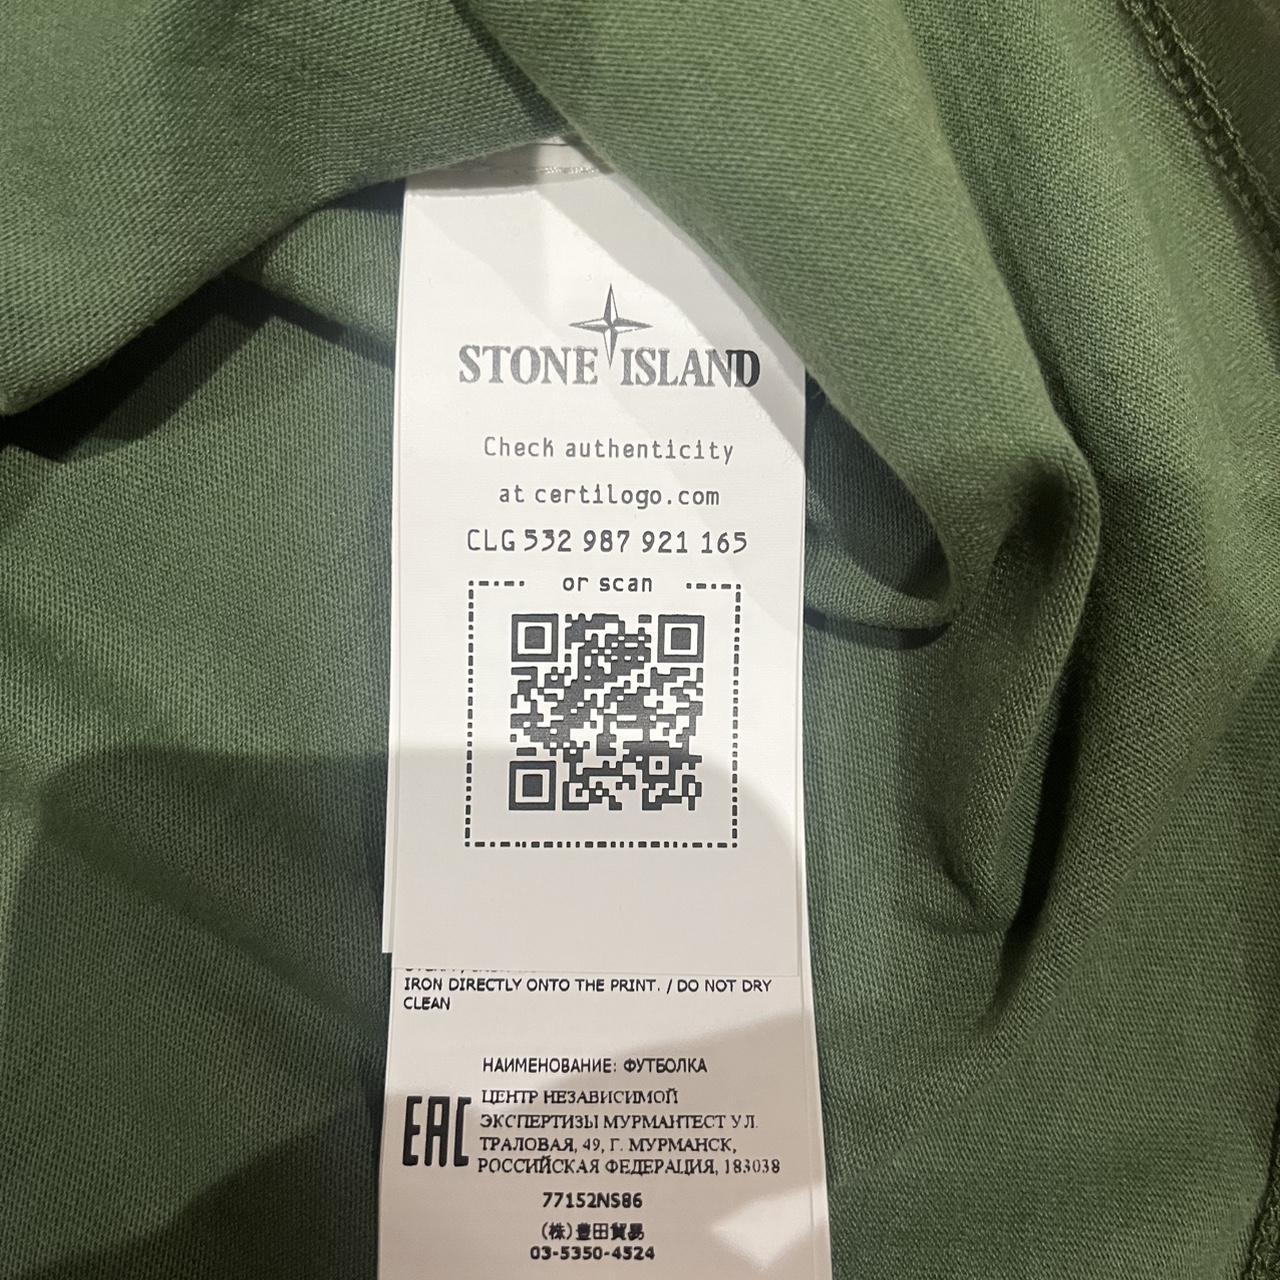 STONE ISLAND
Check authenticity
at certilogo.com
CLG 532 987 921 165
or scan
IRON DIRECTLY ONTO THE PRINT. / DO NOT DRY
CLEAN
НАИМЕНОВАНИЕ: ФУТБОЛКА
EAC
ЦЕНТР НЕЗАВИСИМОЙ
ЭКСПЕРТИЗЫ МУРМАНТЕСТ УЛ.
ТРАЛОВАЯ, 49, Г. МУРМАНСК,
РОССИЙСКАЯ ФЕДЕРАЦИЯ, 183038
77152NS86
(株)豊田貿易
03-5350-4524